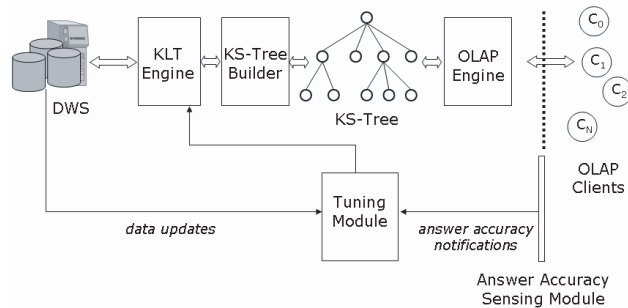 KLT
Engine
KS-Tree
Builder
OLAP
Engine
C0
C1
C2
CN
DWS
KS-Tree
OLAP
Clients
Tuning
Module
data updates
answer accuracy
notifications
Answer Accuracy
Sensing Module